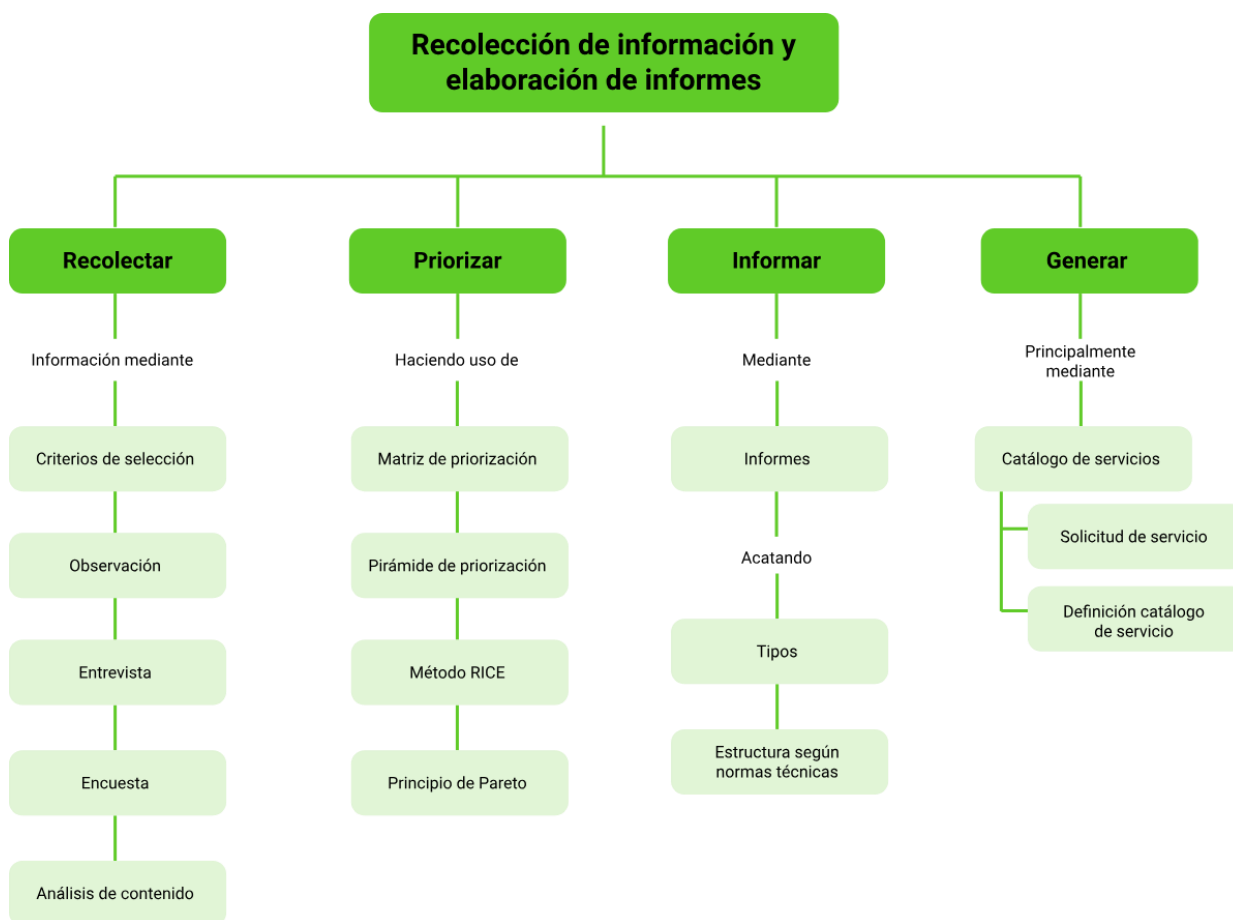 Recolección de información y
elaboración de informes
Recolectar
Priorizar
Informar
Generar
Información mediante
Haciendo uso de
Mediante
Principalmente
mediante
Criterios de selección
Matriz de priorización
Informes
Catálogo de servicios
Observación
Pirámide de priorización
Acatando
Solicitud de servicio
Definición catálogo
de servicio
Entrevista
Método RICE
Tipos
Encuesta
Principio de Pareto
Estructura según
normas técnicas
Análisis de contenido